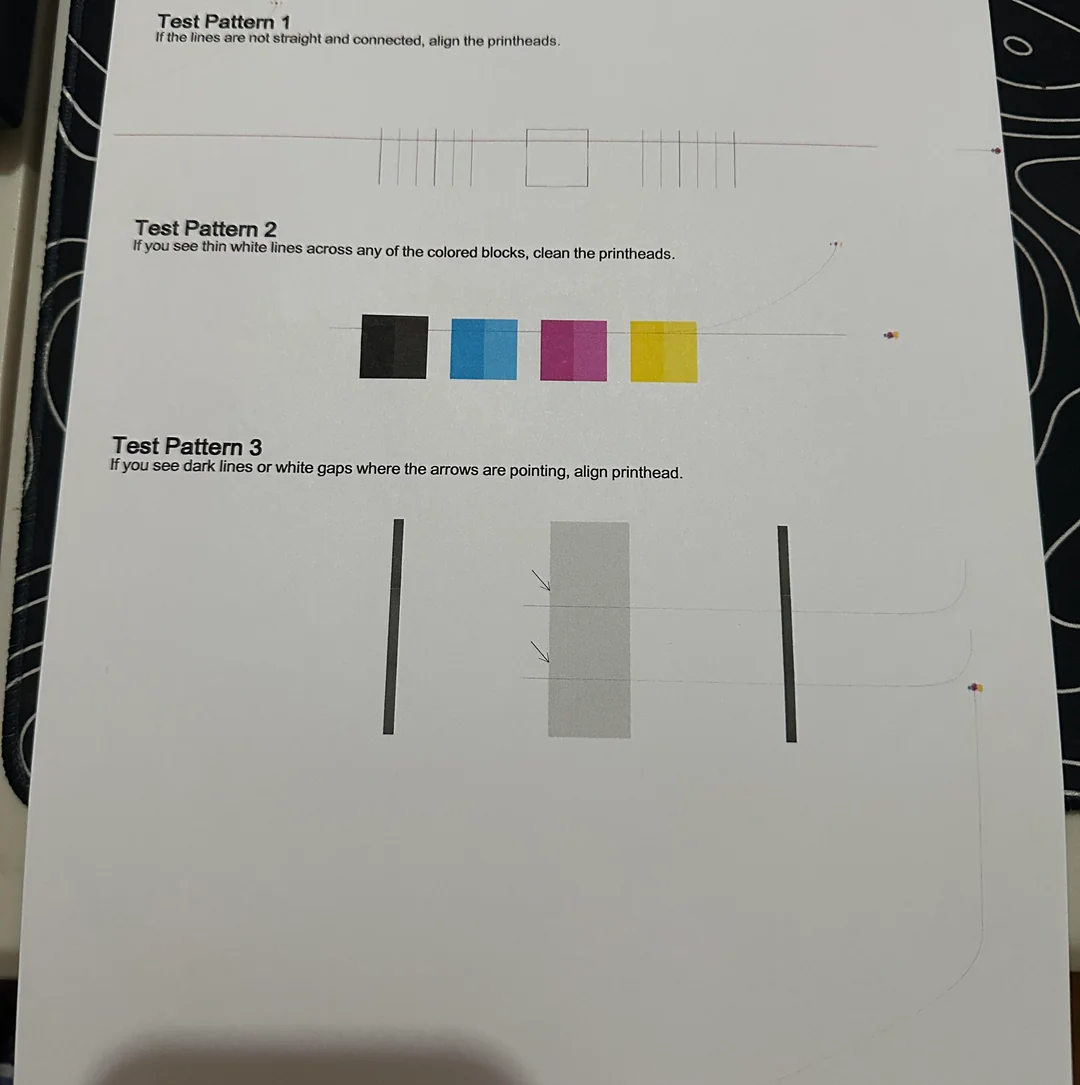 Test Pattern 1
If the lines are not straight and connected, align the printheads.
Test Pattern 2
If you see thin white lines across any of the colored blocks, clean the printheads.
Test Pattern 3
If you see dark lines or white gaps where the arrows are pointing, align printhead.